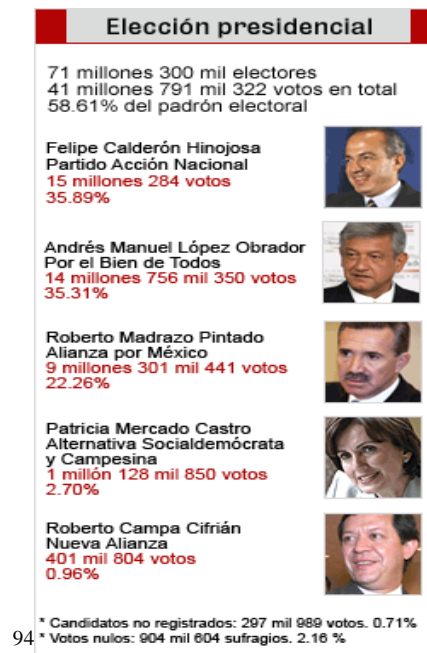 Elección presidencial
71 millones 300 mil electores
41 millones 791 mil 322 votos en total
58.61% del padrón electoral
Felipe Calderón Hinojosa
Partido Acción Nacional
15 millones 284 votos
35.89%
Andrés Manuel López Obrador
Por el Bien de Todos
14 millones 756 mil 350 votos
35.31%
Roberto Madrazo Pintado
Alianza por México
9 millones 301 mil 441 votos
22.26%
Patricia Mercado Castro
Alternativa Socialdemócrata
y Campesina
1 millón 128 mil 850 votos
2.70%
Roberto Campa Cifrián
Nueva Alianza
401 mil 804 votos
0.96%
* Candidatos no registrados: 297 mil 989 votos. 0.71%
94 * Votos nulos: 904 mil 604 sufragios. 2.16 %